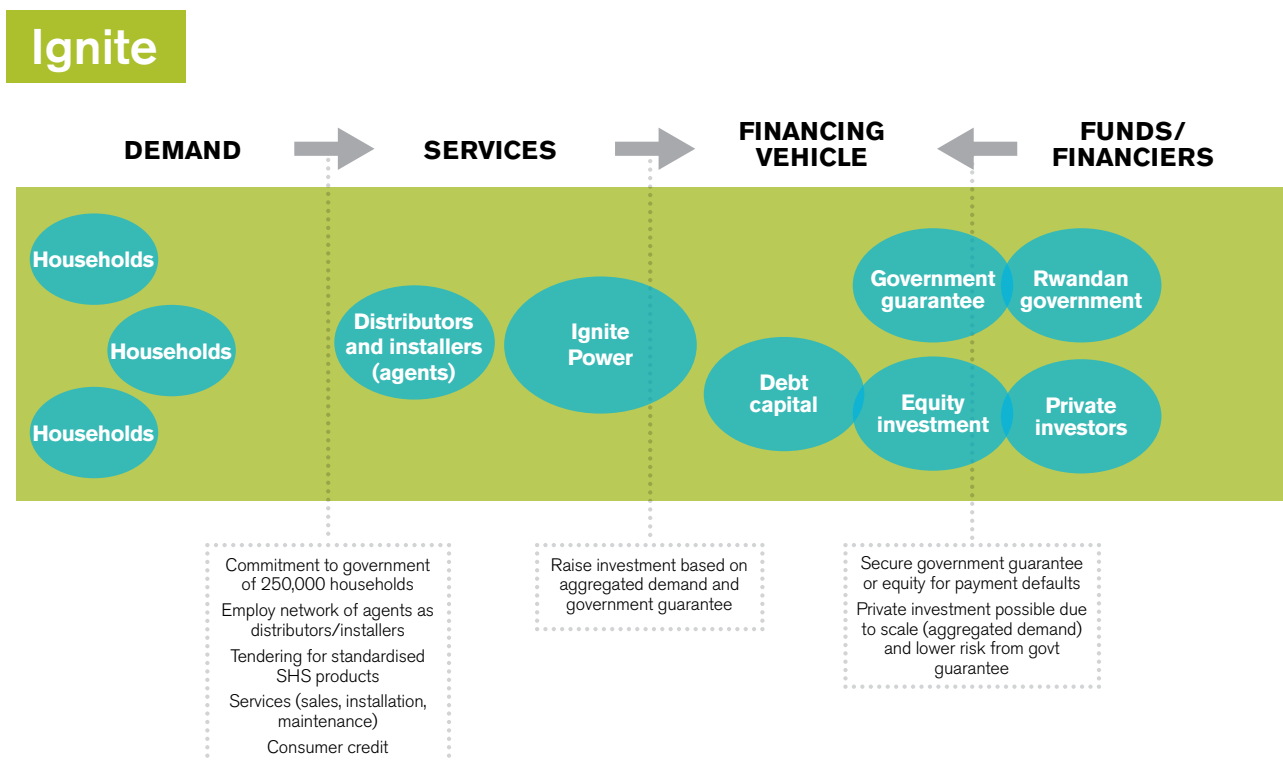 Ignite
DEMAND
SERVICES
FINANCING
VEHICLE
FUNDS/
FINANCIERS
Households
Households
Households
Distributors
and installers
(agents)
Ignite
Power
Debt
capital
Government
guarantee
Equity
investment
Rwandan
government
Private
investors
Commitment to government
of 250,000 households
Employ network of agents as
distributors/installers
Tendering for standardised
SHS products
Services (sales, installation,
maintenance)
Consumer credit
Raise investment based on
aggregated demand and
government guarantee
Secure government guarantee
or equity for payment defaults
Private investment possible due
to scale (aggregated demand)
and lower risk from govt
guarantee